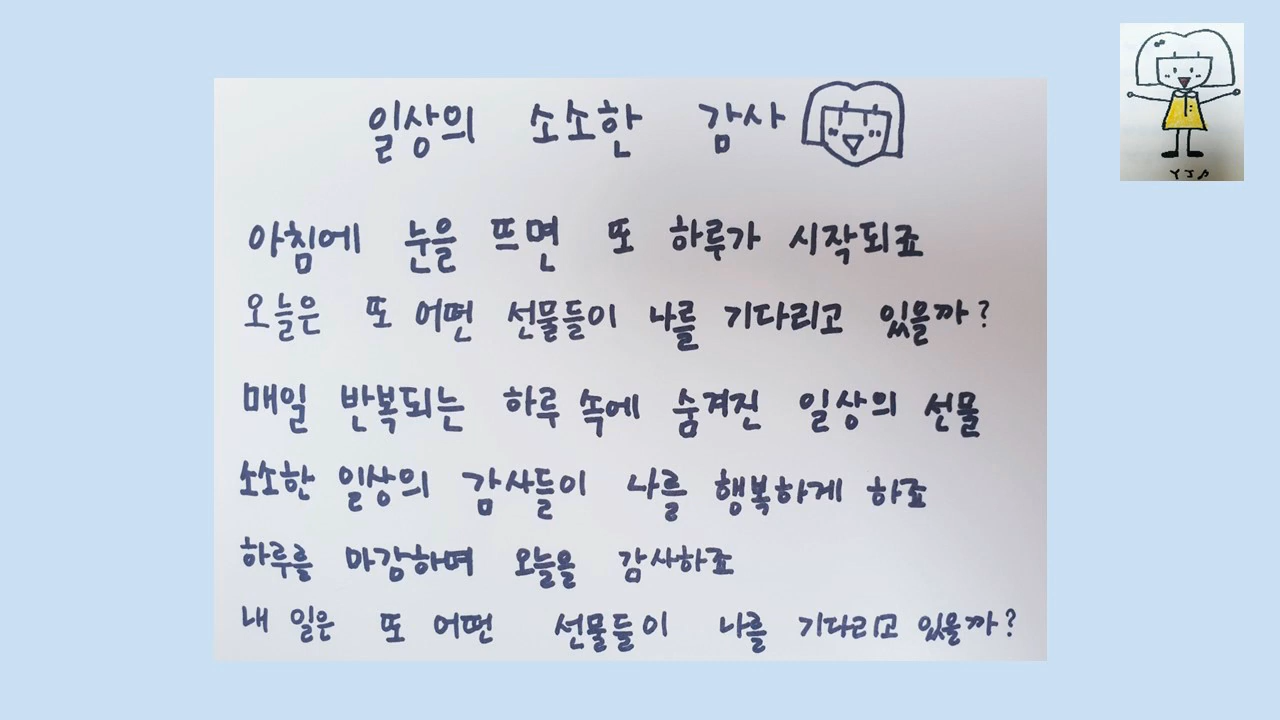 일상의 소소한 감사
아침에 눈을 뜨면 또 하루가 시작되죠
오늘은 또 어떤 선물들이 나를 기다리고 있을까?
매일 반복되는 하루 속에 숨겨진 일상의 선물
소소한 일상의 감사들이 나를 행복하게 하죠
하루를 마감하며 오늘을 감사하죠
내 일은 또 어떤 선물들이 나를 기다리고 있을까?